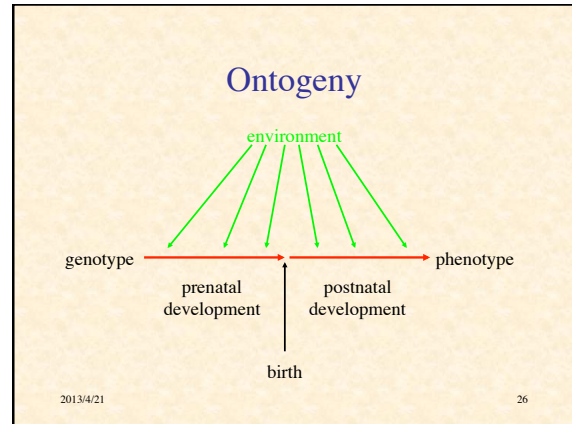 Ontogeny
environment
genotype
phenotype
prenatal
development
postnatal
development
birth
2013/4/21
26